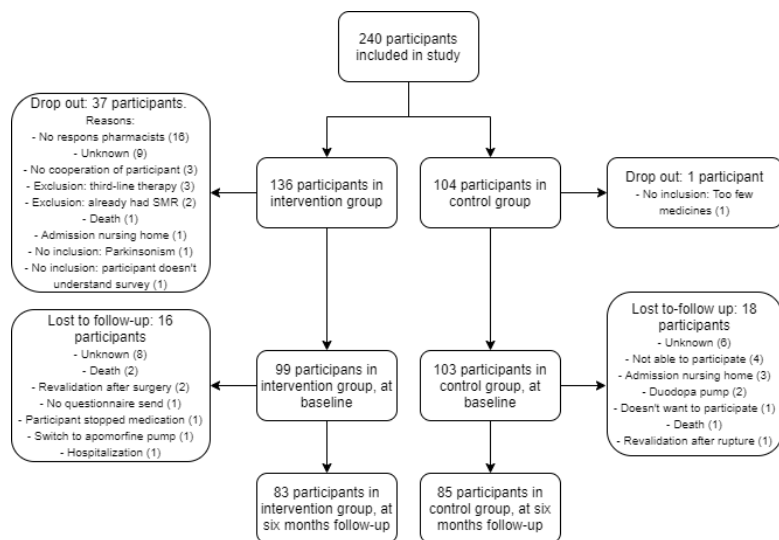 240 participants
included in study
Drop out: 37 participants.
Reasons:
- No respons pharmacists (16)
- Unknown (9)
- No cooperation of participant (3)
- Exclusion: third-line therapy (3)
- Exclusion: already had SMR (2)
- Death (1)
- Admission nursing home (1)
- No inclusion: Parkinsonism (1)
- No inclusion: participant doesn't
understand survey (1)
136 participants in
intervention group
104 participants in
control group
Drop out: 1 participant
- No inclusion: Too few
medicines (1)
Lost to follow-up: 16
participants
- Unknown (8)
- Death (2)
- Revalidation after surgery (2)
- No questionnaire send (1)
- Participant stopped medication (1)
- Switch to apomorfine pump (1)
- Hospitalization (1)
99 participans in
intervention group, at
baseline
103 participants in
control group, at
baseline
Lost to-follow up: 18
participants
- Unknown (6)
- Not able to participate (4)
- Admission nursing home (3)
- Duodopa pump (2)
- Doesn't want to participate (1)
- Death (1)
- Revalidation after rupture (1)
83 participants in
intervention group, at
six months follow-up
85 participants in
control group, at six
months follow-up